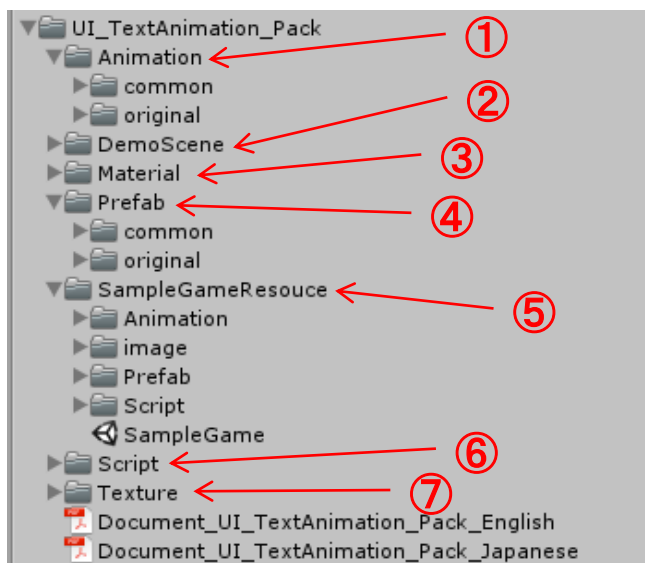 UI_TextAnimation_Pack
Animation ①
common
original
DemoScene ②
Material ③
Prefab ④
common
original
SampleGameResouce ⑤
Animation
image
Prefab
Script
SampleGame
Script ⑥
Texture ⑦
Document_UI_TextAnimation_Pack_English
Document_UI_TextAnimation_Pack_Japanese